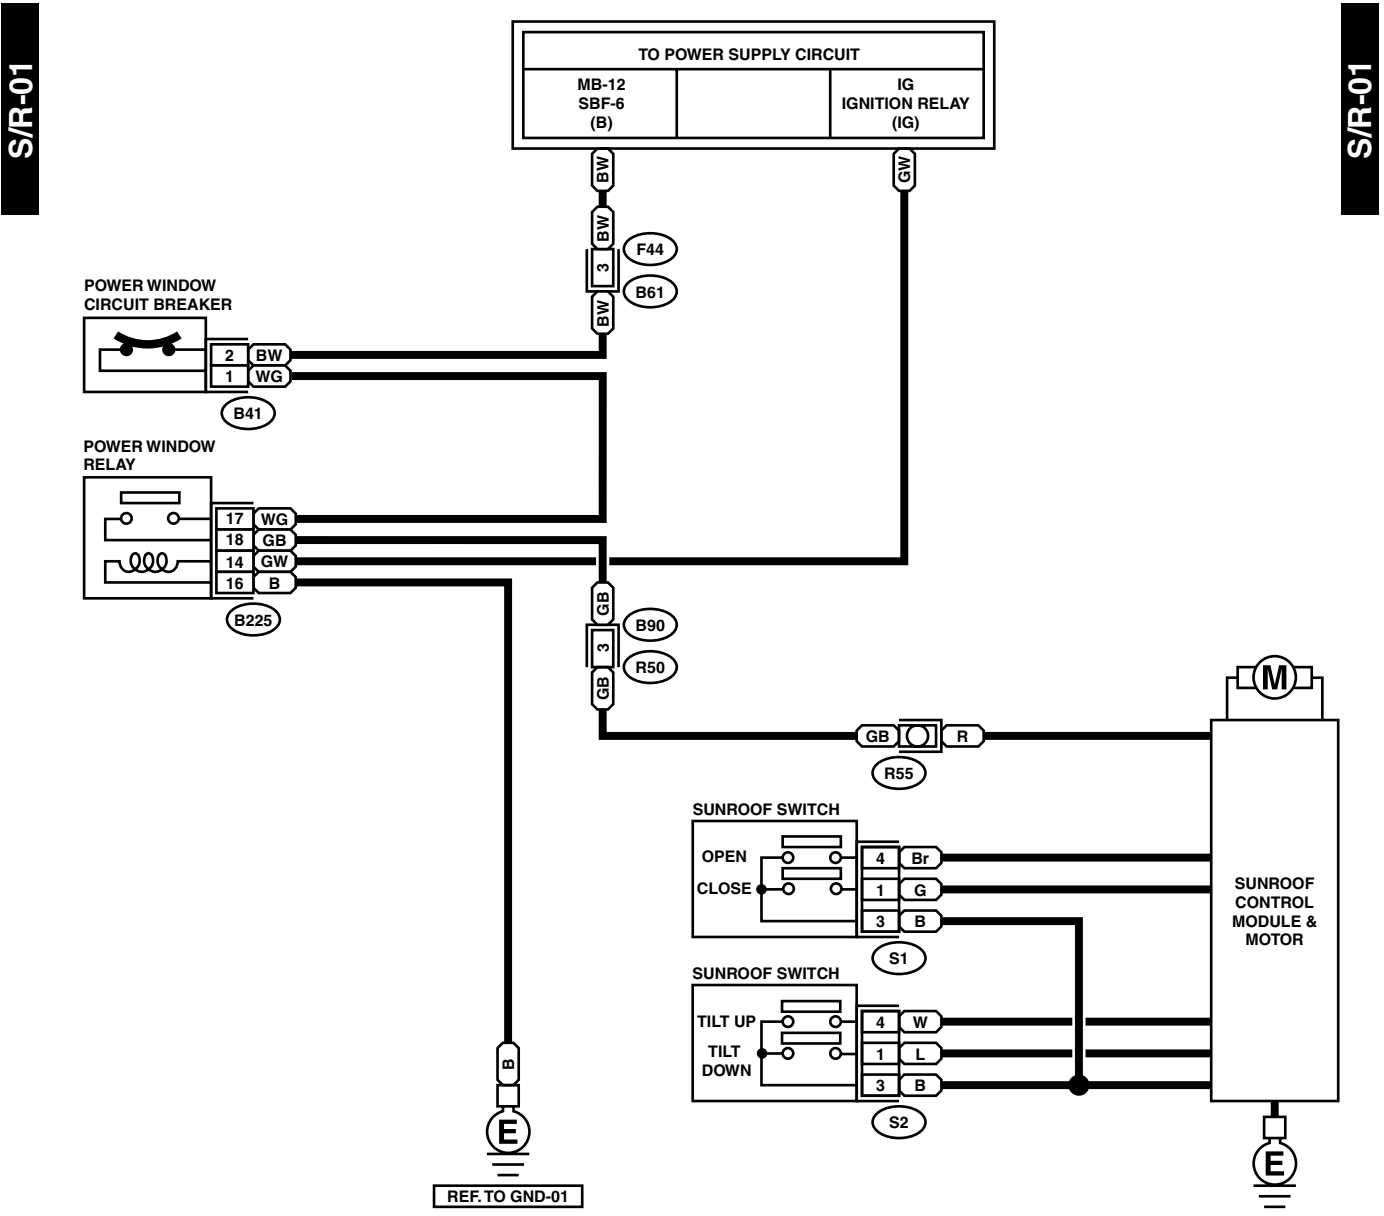 S/R-01
S/R-01
TO POWER SUPPLY CIRCUIT
MB-12
SBF-6
(B)
IG
IGNITION RELAY
(IG)
BW
GW
BW
F44
3
B61
BW
POWER WINDOW
CIRCUIT BREAKER
2 BW
1 WG
B41
POWER WINDOW
RELAY
17 WG
18 GB
14 GW
16 B
B225
GB
B90
3
R50
GB
M
GB R
R55
SUNROOF SWITCH
OPEN 4 Br
CLOSE 1 G
3 B
S1
SUNROOF
CONTROL
MODULE &
MOTOR
SUNROOF SWITCH
TILT UP 4 W
TILT
DOWN
1 L
3 B
S2
B
E
REF. TO GND-01
E